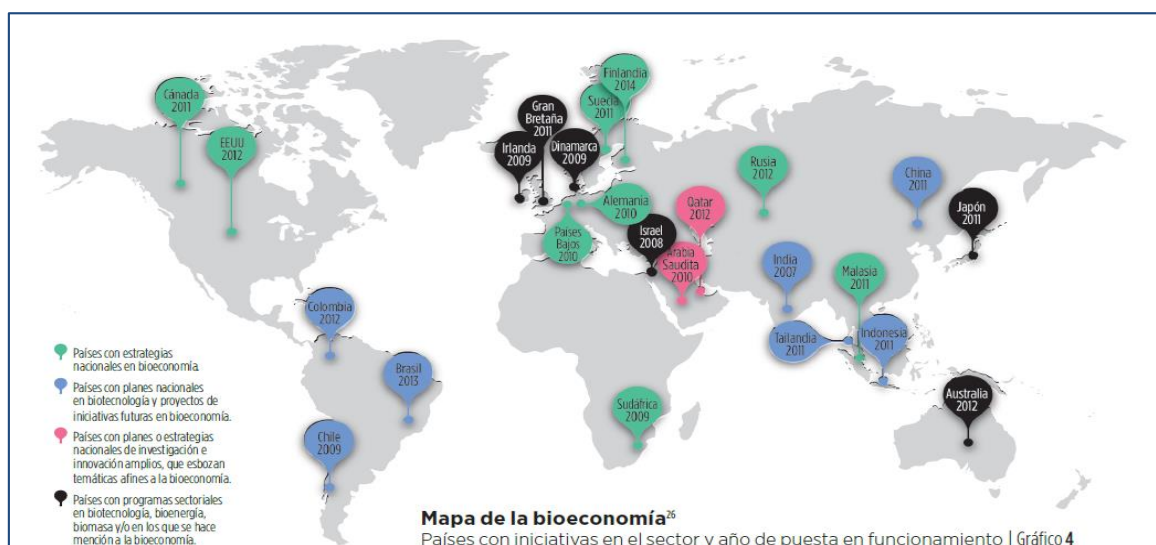 Cánada
2011
EEUU
2012
Finlandia
2014
Suecia
2011
Gran
Bretaña
2011
Irlanda
2009
Dinamarca
2009
Alemania
2010
Países
Bajos
2010
Israel
2008
Qatar
2012
Arabia
Saudita
2010
Rusia
2012
China
2011
Japón
2011
India
2007
Malasia
2011
Tailandia
2011
Indonesia
2011
Australia
2012
Colombia
2012
Brasil
2013
Chile
2009
Sudáfrica
2009
Países con estrategias
nacionales en bioeconomía.
Países con planes nacionales
en biotecnología y proyectos de
iniciativas futuras en bioeconomía.
Países con planes o estrategias
nacionales de investigación e
innovación amplios, que esbozan
temáticas afines a la bioeconomía.
Países con programas sectoriales
en biotecnología, bioenergía,
biomasa y/o en los que se hace
mención a la bioeconomía.
Mapa de la bioeconomía26
Países con iniciativas en el sector y año de puesta en funcionamiento | Gráfico 4